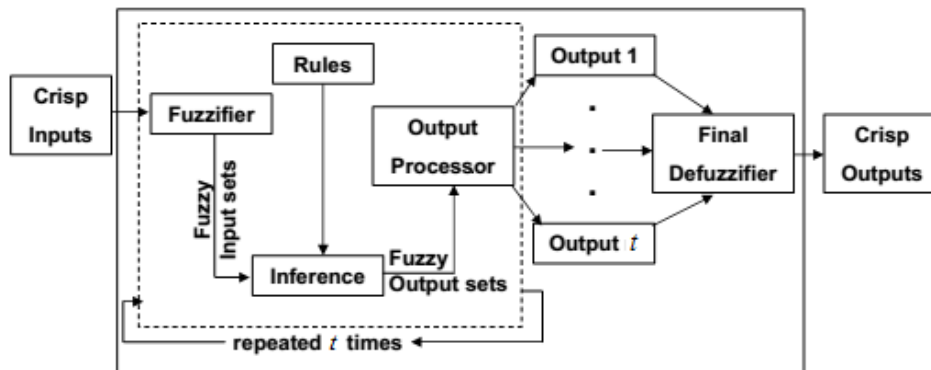 Crisp
Inputs
Fuzzifier
Rules
Fuzzy
Input sets
Inference
Fuzzy
Output sets
Output
Processor
repeated t times
Output 1
Output t
Final
Defuzzifier
Crisp
Outputs